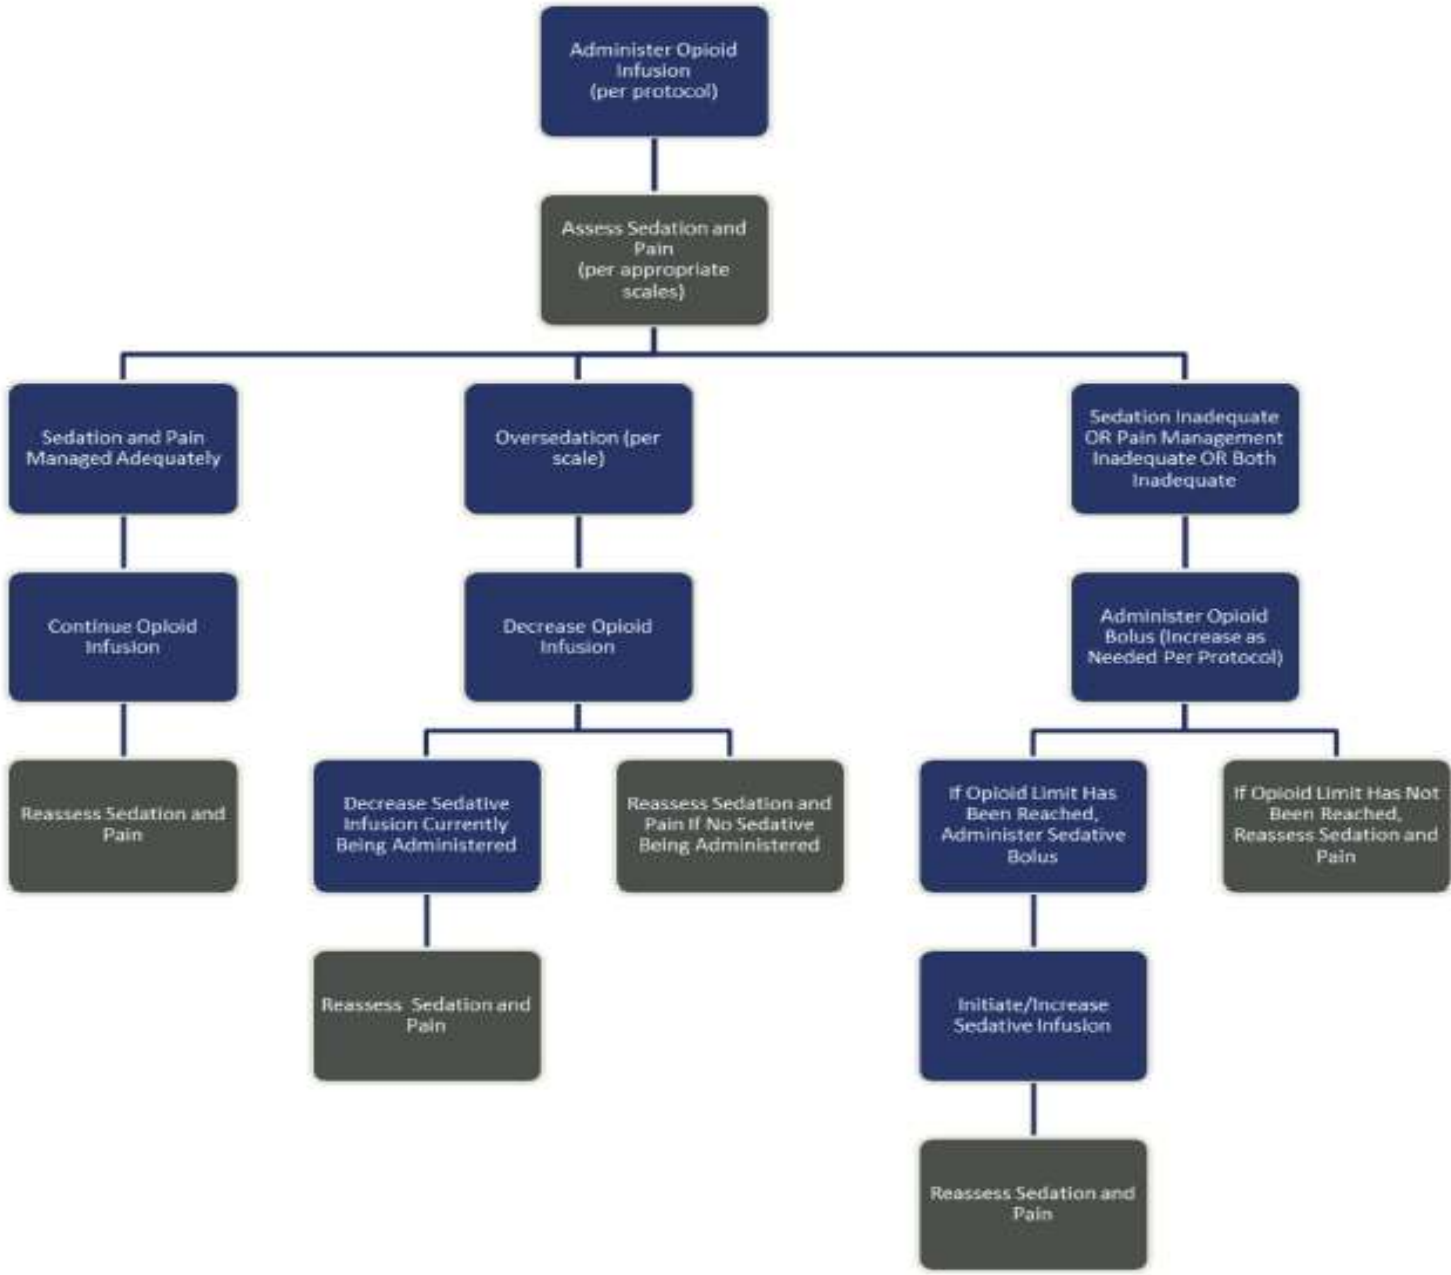 Administer Opioid
Infusion
(per protocol)
Assess Sedation and
Pain
(per appropriate
scales)
Sedation and Pain
Managed Adequately
Oversedation (per
scale)
Sedation Inadequate
OR Pain Management
Inadequate OR Both
Inadequate
Continue Opioid
Infusion
Decrease Opioid
Infusion
Administer Opioid
Bolus (Increase as
Needed Per Protocol)
Reassess Sedation and
Pain
Decrease Sedative
Infusion Currently
Being Administered
Reassess Sedation and
Pain If No Sedative
Being Administered
If Opioid Limit Has
Been Reached,
Administer Sedative
Bolus
If Opioid Limit Has Not
Been Reached,
Reassess Sedation and
Pain
Reassess Sedation and
Pain
Initiate/Increase
Sedative Infusion
Reassess Sedation and
Pain